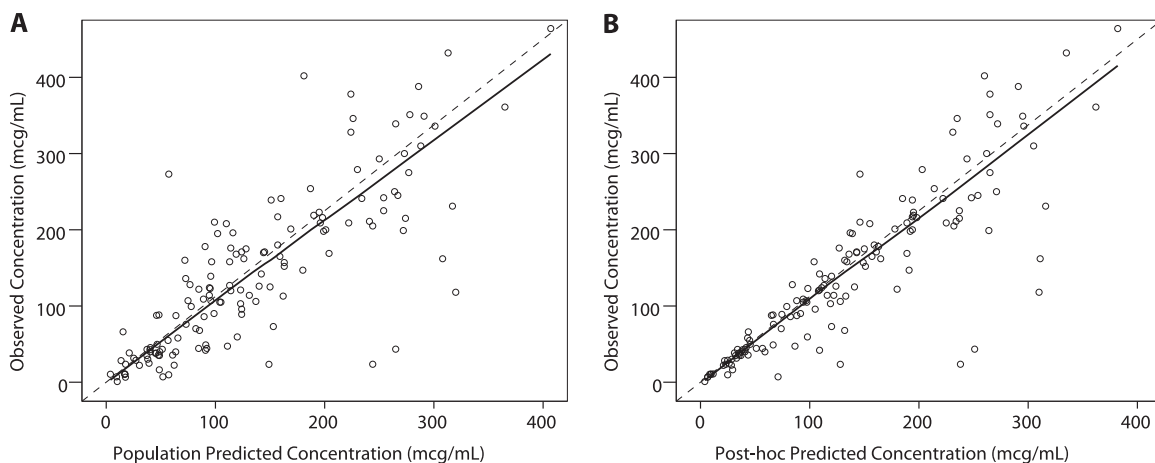 A
Observed Concentration (mcg/mL)
400
300
200
100
0
0 100 200 300 400
Population Predicted Concentration (mcg/mL)
B
Observed Concentration (mcg/mL)
400
300
200
100
0
0 100 200 300 400
Post-hoc Predicted Concentration (mcg/mL)